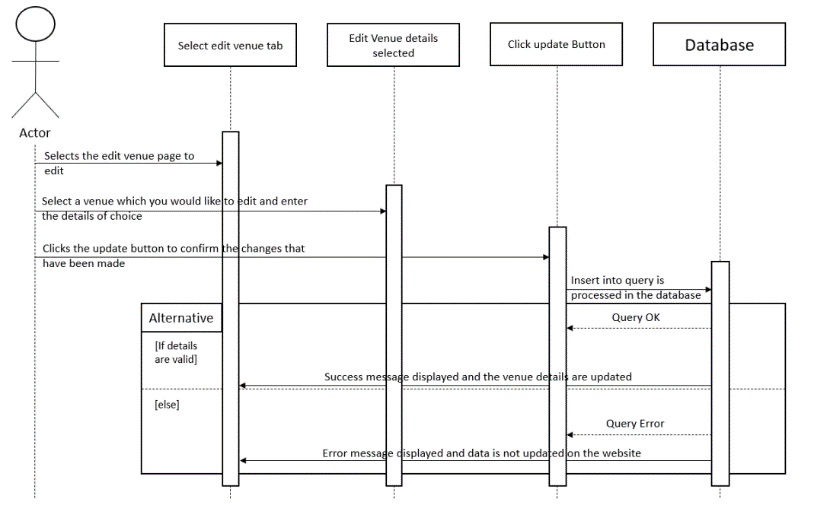 Select edit venue tab
Edit Venue details
selected
Click update Button
Database
Actor
Selects the edit venue page to
edit
Select a venue which you would like to edit and enter
the details of choice
Clicks the update button to confirm the changes that
have been made
Insert into query is
processed in the database
Alternative
Query OK
[If details
are valid]
Success message displayed and the venue details are updated
[else]
Query Error
Error message displayed and data is not updated on the website